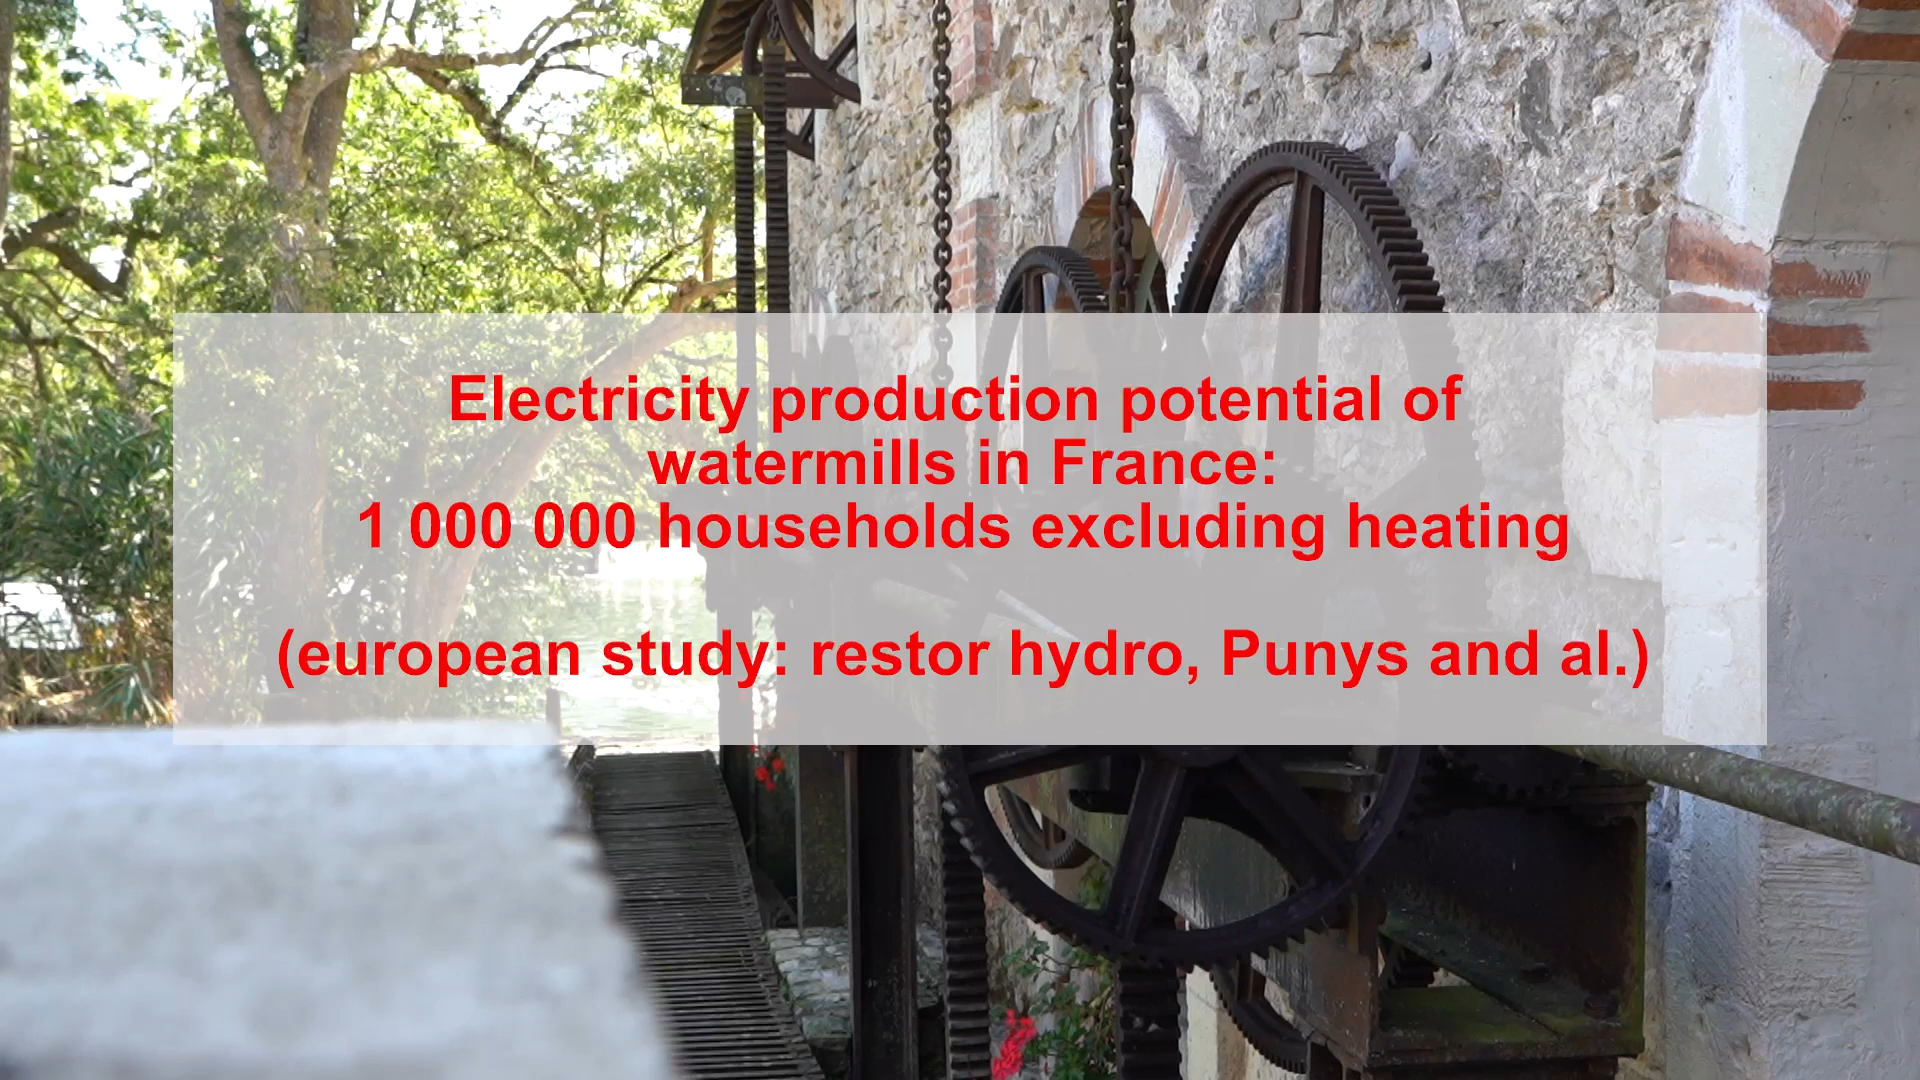 Electricity production potential of
watermills in France:
1 000 000 households excluding heating
(european study: restor hydro, Punys and al.)